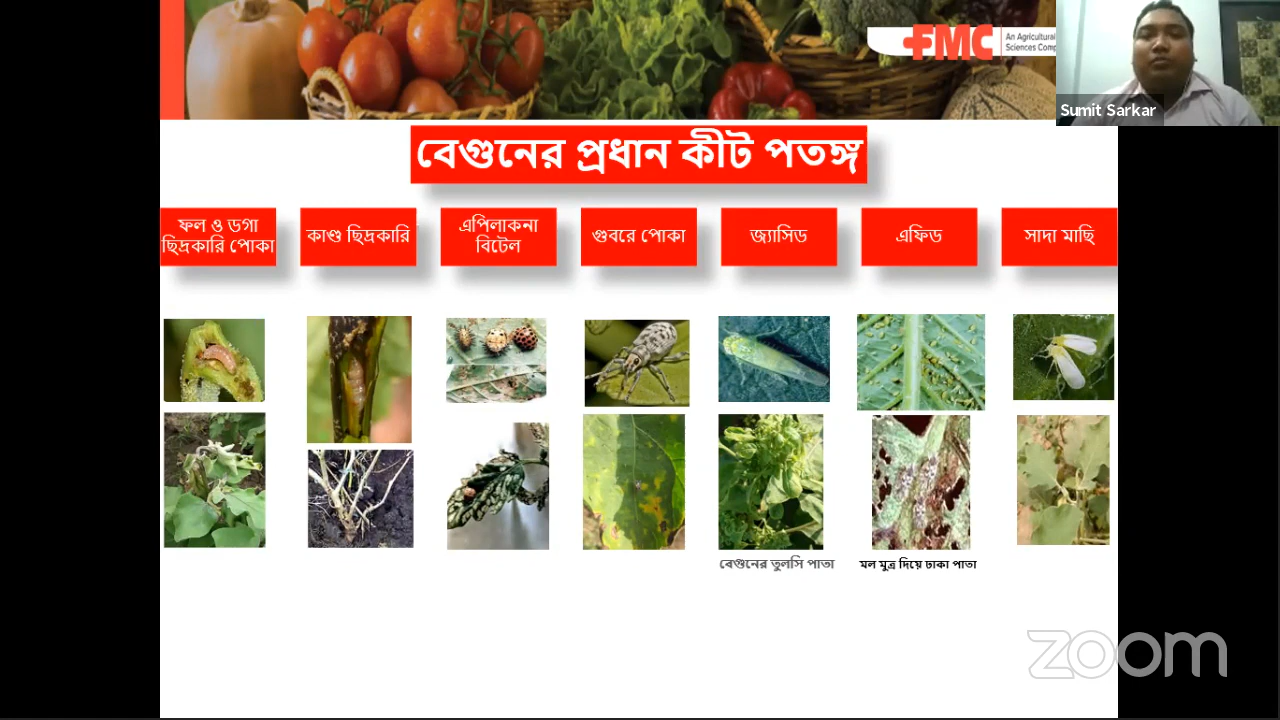 FMC
An Agricultural
Sciences Comp
Sumit Sarkar
বেগুনের প্রধান কীট পতঙ্গ
ফল ও ডগা
ছিদ্রকারি পোকা
কাণ্ড ছিদ্রকারি
এপিলাকনা
বিটেল
গুবরে পোকা
জ্যাসিড
এফিড
সাদা মাছি
বেগুনের তুলসি পাতা
মল মুত্র দিয়ে ঢাকা পাতা
zoom